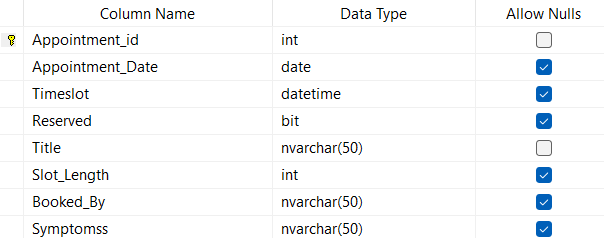 Column Name Data Type Allow Nulls
Appointment_id int
Appointment_Date date
Timeslot datetime
Reserved bit
Title nvarchar(50)
Slot_Length int
Booked_By nvarchar(50)
Symptomss nvarchar(50)